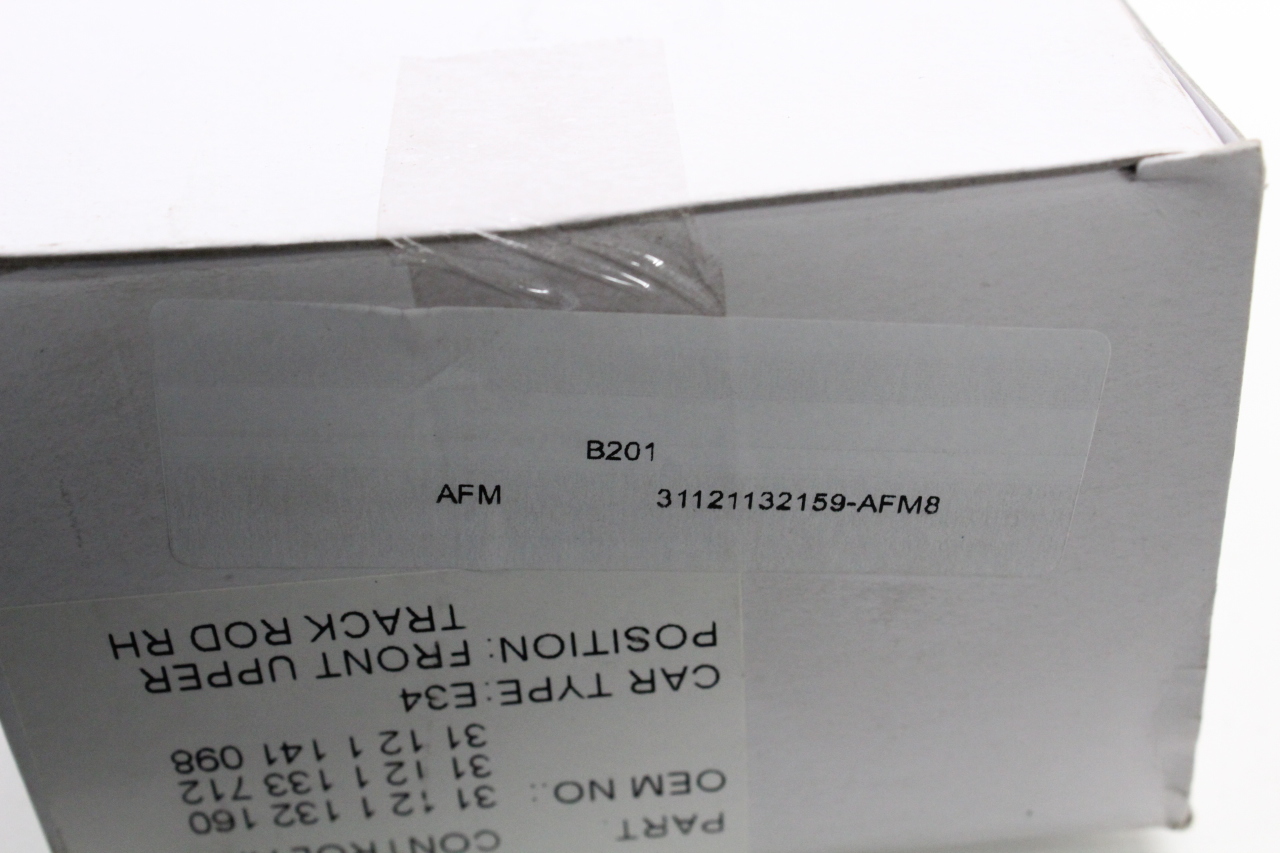 B201
AFM 31121132159-AFM8
PART
OEM NO.: 31 12 1 132 160
31 12 1 133 712
31 12 1 141 098
CAR TYPE:E34
POSITION: FRONT UPPER
TRACK ROD RH